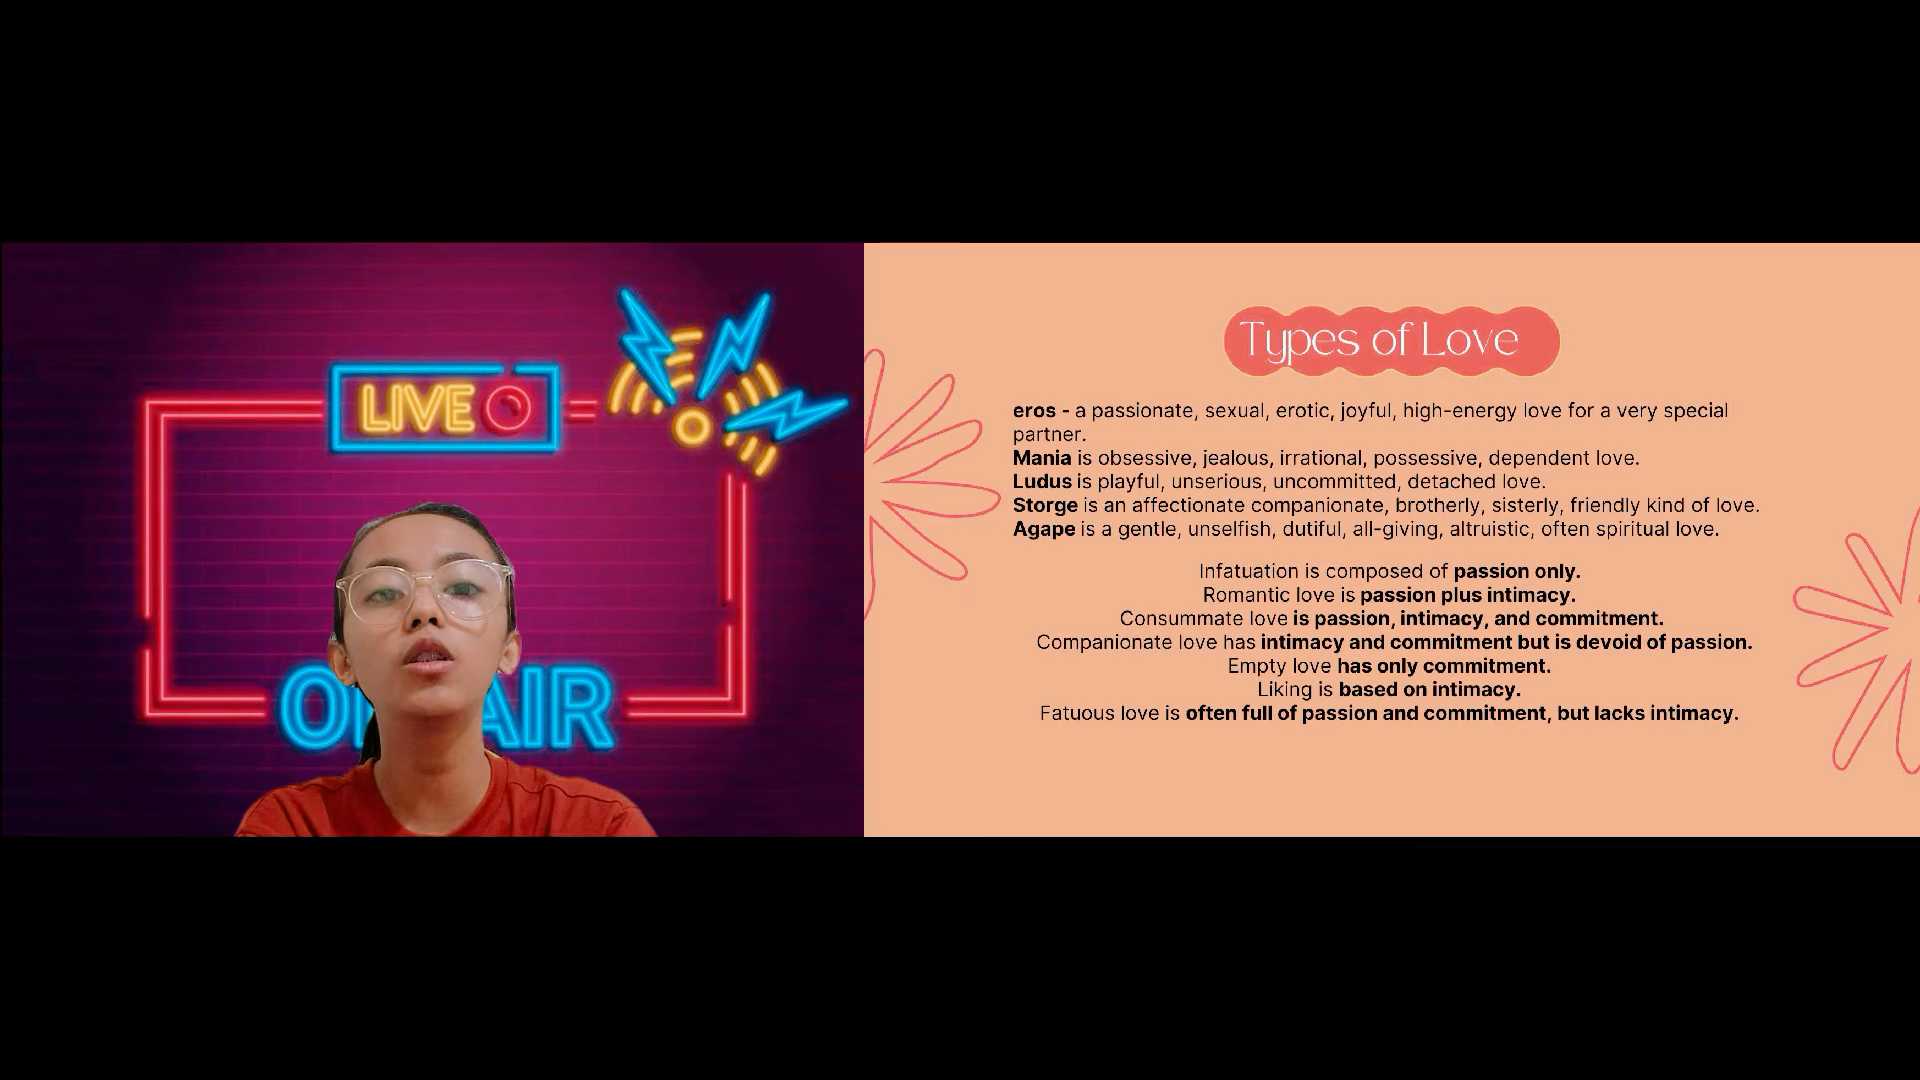 LIVE
ON AIR
Types of Love
eros - a passionate, sexual, erotic, joyful, high-energy love for a very special
partner.
Mania is obsessive, jealous, irrational, possessive, dependent love.
Ludus is playful, unserious, uncommitted, detached love.
Storge is an affectionate companionate, brotherly, sisterly, friendly kind of love.
Agape is a gentle, unselfish, dutiful, all-giving, altruistic, often spiritual love.
Infatuation is composed of passion only.
Romantic love is passion plus intimacy.
Consummate love is passion, intimacy, and commitment.
Companionate love has intimacy and commitment but is devoid of passion.
Empty love has only commitment.
Liking is based on intimacy.
Fatuous love is often full of passion and commitment, but lacks intimacy.